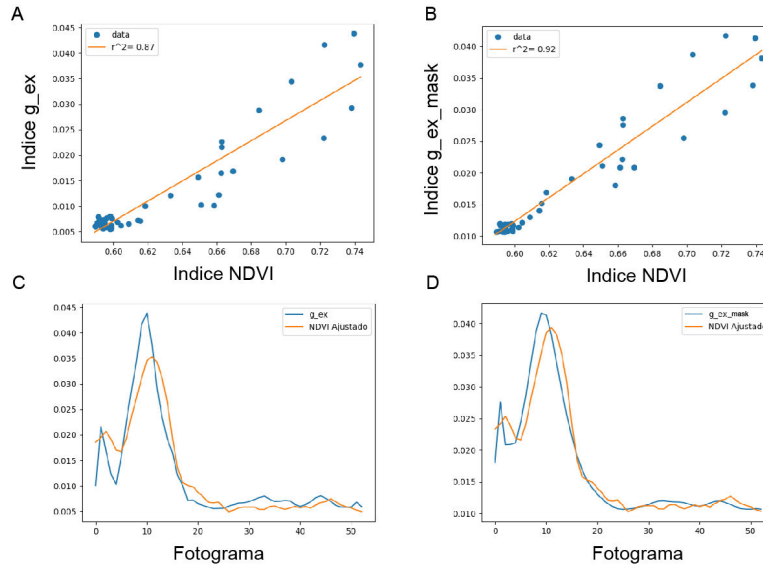 A
0.045
0.040
0.035
0.030
0.025
0.020
0.015
0.010
0.005
Indice g_ex
data
r^2= 0.87
0.60 0.62 0.64 0.66 0.68 0.70 0.72 0.74
Indice NDVI
B
0.040
0.035
0.030
0.025
0.020
0.015
0.010
Indice g_ex_mask
data
r^2= 0.92
0.60 0.62 0.64 0.66 0.68 0.70 0.72 0.74
Indice NDVI
C
0.045
0.040
0.035
0.030
0.025
0.020
0.015
0.010
0.005
g_ex
NDVI Ajustado
0 10 20 30 40 50
Fotograma
D
0.040
0.035
0.030
0.025
0.020
0.015
0.010
g_ex_mask
NDVI Ajustado
0 10 20 30 40 50
Fotograma